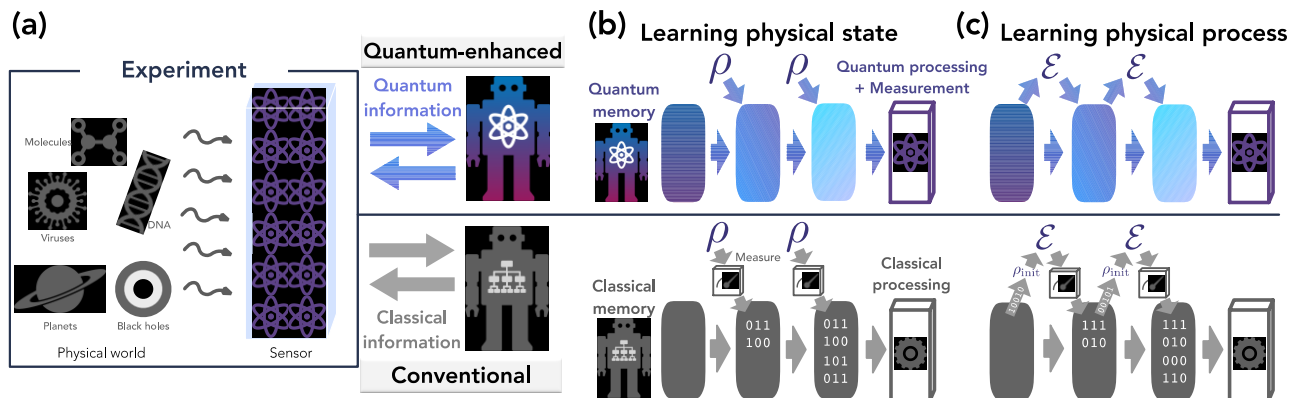 (a)
Experiment
Molecules
Viruses
DNA
Planets
Black holes
Physical world
Sensor
Quantum-enhanced
Quantum
information
Classical
information
Conventional
(b) Learning physical state
Quantum
memory
ρ
ρ
Quantum processing
+ Measurement
Classical
memory
ρ
Measure
ρ
011
100
011
100
101
011
Classical
processing
(c) Learning physical process
ℰ
ℰ
ρinit
10010
ℰ
ρinit
00101
ℰ
111
010
111
010
000
110